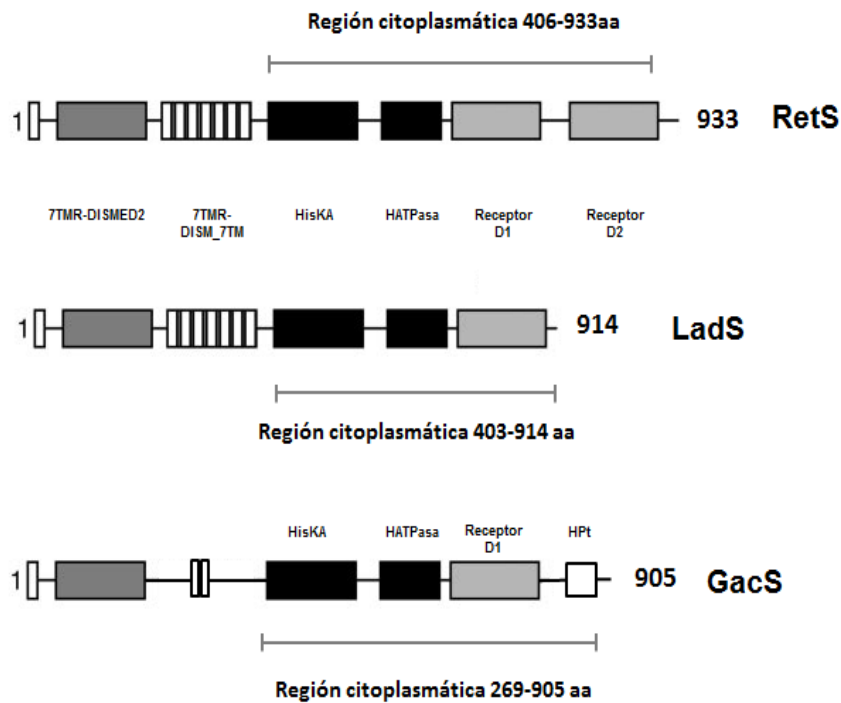 Región citoplasmática 406-933aa
1
933 RetS
7TMR-DISMED2 7TMR- HisKA HATPasa Receptor Receptor
DISM_7TM D1 D2
1
914 LadS
Región citoplasmática 403-914 aa
HisKA HATPasa Receptor HPt
D1
1
905 GacS
Región citoplasmática 269-905 aa